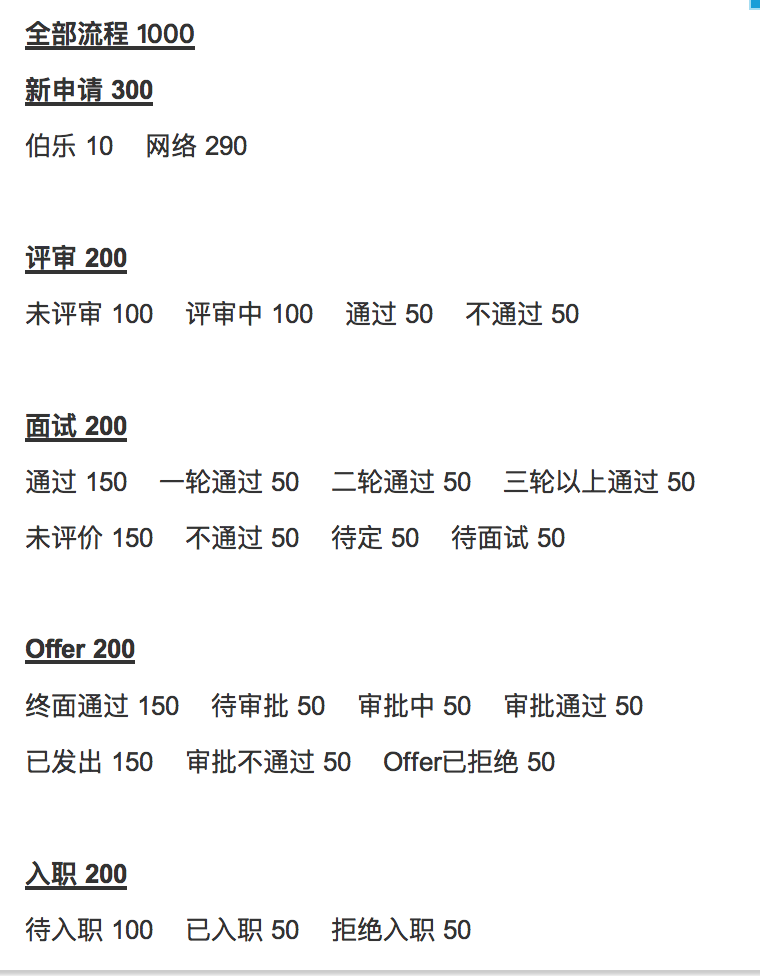 全部流程 1000
新申请 300
伯乐 10 网络 290
评审 200
未评审 100 评审中 100 通过 50 不通过 50
面试 200
通过 150 一轮通过 50 二轮通过 50 三轮以上通过 50
未评价 150 不通过 50 待定 50 待面试 50
Offer 200
终面通过 150 待审批 50 审批中 50 审批通过 50
已发出 150 审批不通过 50 Offer已拒绝 50
入职 200
待入职 100 已入职 50 拒绝入职 50